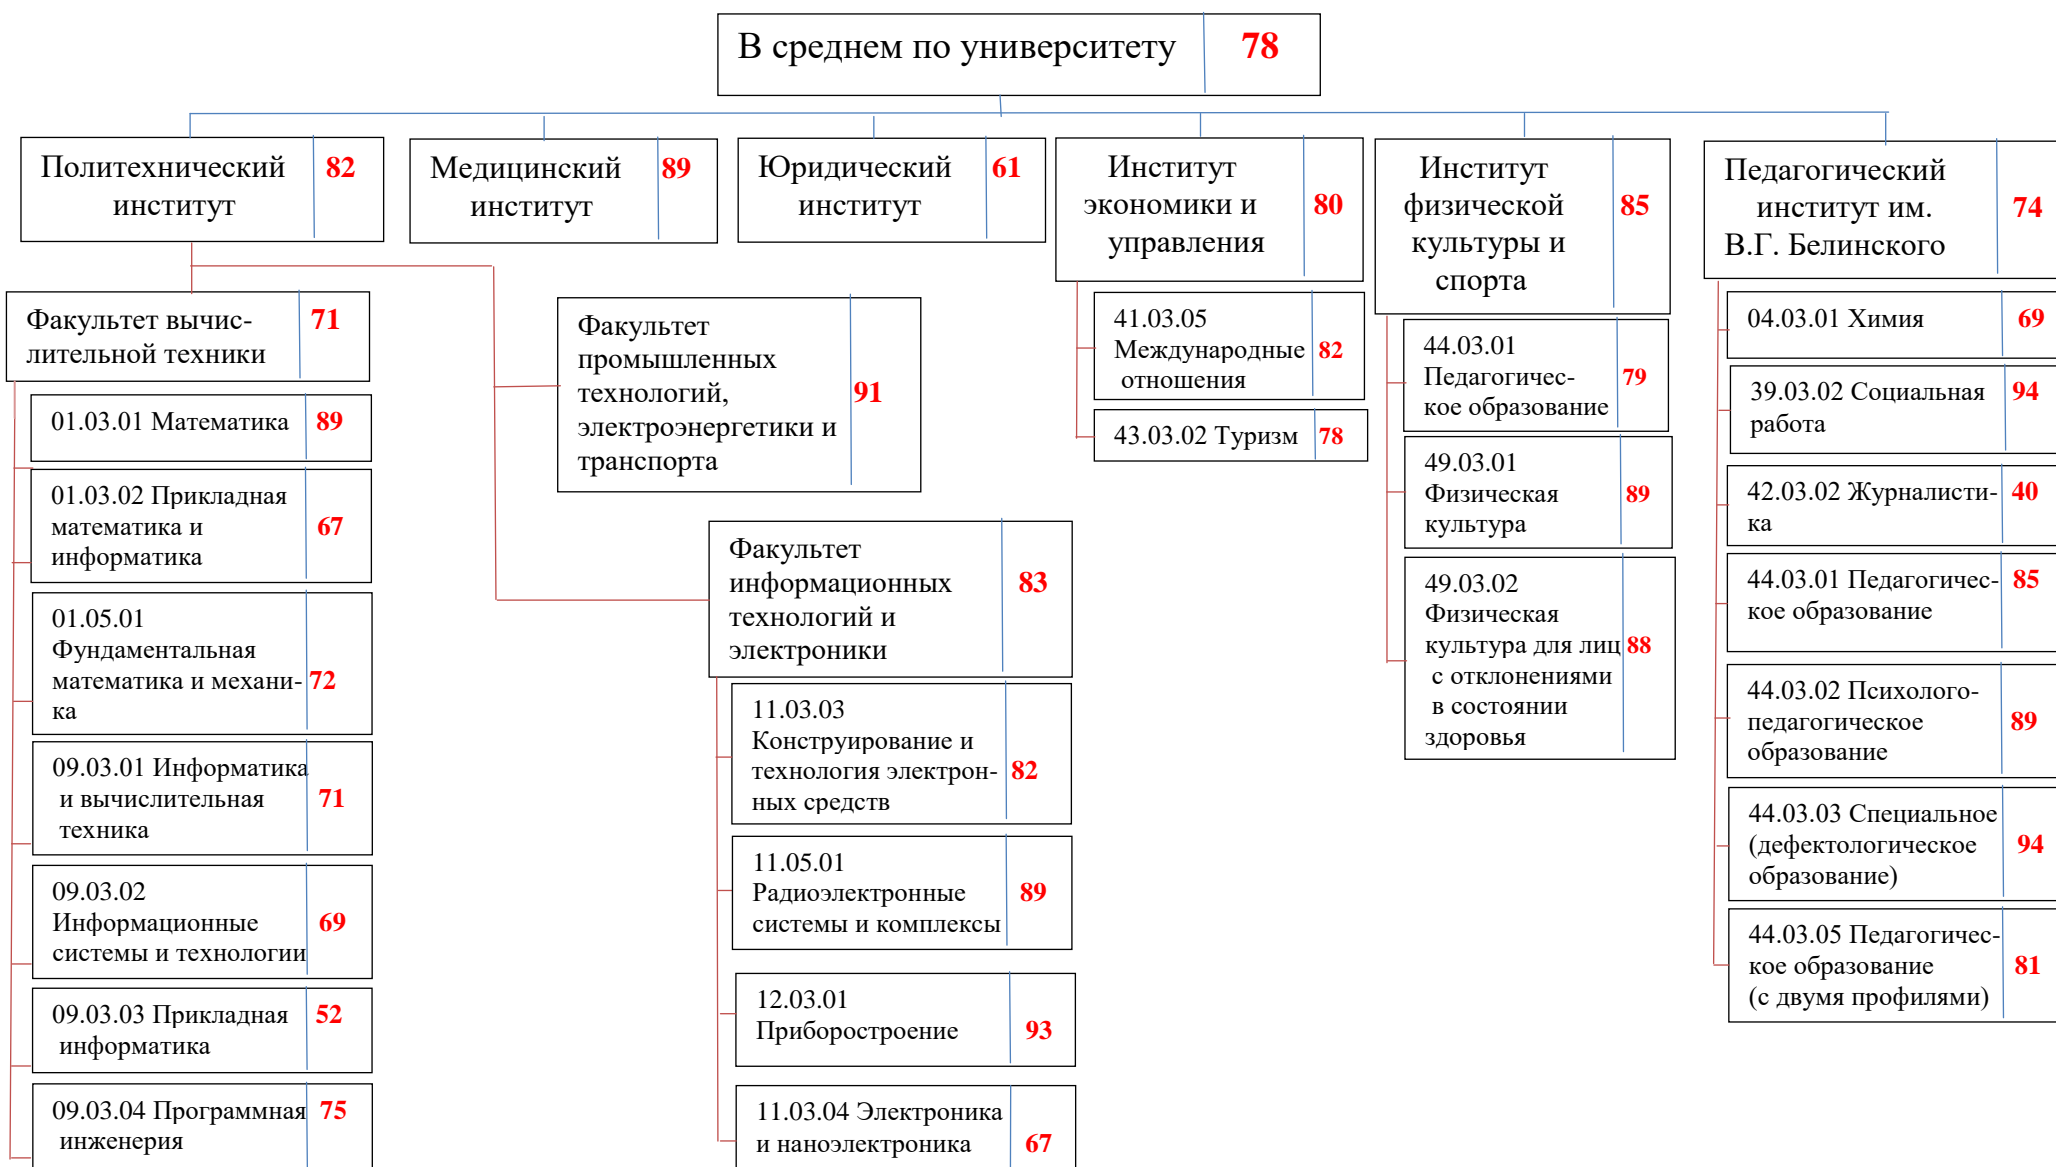 В среднем по университету 78
Политехнический 82
институт
Медицинский 89
институт
Юридический 61
институт
Институт
экономики и 80
управления
Институт
физической 85
культуры и
спорта
Педагогический
институт им. 74
В.Г. Белинского
Факультет вычис- 71
лительной техники
01.03.01 Математика 89
01.03.02 Прикладная
математика и 67
информатика
01.05.01
Фундаментальная
математика и механи- 72
ка
09.03.01 Информатика
и вычислительная 71
техника
09.03.02
Информационные 69
системы и технологии
09.03.03 Прикладная 52
информатика
09.03.04 Программная 75
инженерия
Факультет
промышленных
технологий, 91
электроэнергетики и
транспорта
Факультет
информационных 83
технологий и
электроники
11.03.03
Конструирование и
технология электрон- 82
ных средств
11.05.01
Радиоэлектронные 89
системы и комплексы
12.03.01
Приборостроение 93
11.03.04 Электроника
и наноэлектроника 67
41.03.05
Международные 82
отношения
43.03.02 Туризм 78
44.03.01
Педагогичес- 79
кое образование
49.03.01
Физическая 89
культура
49.03.02
Физическая
культура для лиц 88
с отклонениями
в состоянии
здоровья
04.03.01 Химия 69
39.03.02 Социальная 94
работа
42.03.02 Журналисти- 40
ка
44.03.01 Педагогичес- 85
кое образование
44.03.02 Психолого-
педагогическое 89
образование
44.03.03 Специальное
(дефектологическое 94
образование)
44.03.05 Педагогичес-
кое образование 81
(с двумя профилями)